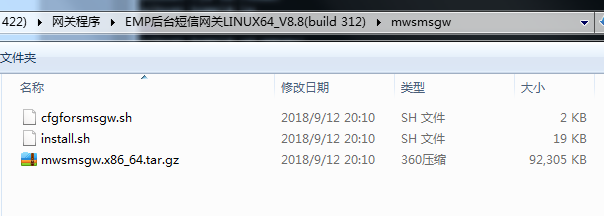 422) ▸ 网关程序 ▸ EMP后台短信网关LINUX64_V8.8(build 312) ▸ mwsmsgw
文件夹
名称 修改日期 类型 大小
cfgforsmsgw.sh 2018/9/12 20:10 SH 文件 2 KB
install.sh 2018/9/12 20:10 SH 文件 19 KB
mwsmsgw.x86_64.tar.gz 2018/9/12 20:10 360压缩 92,305 KB